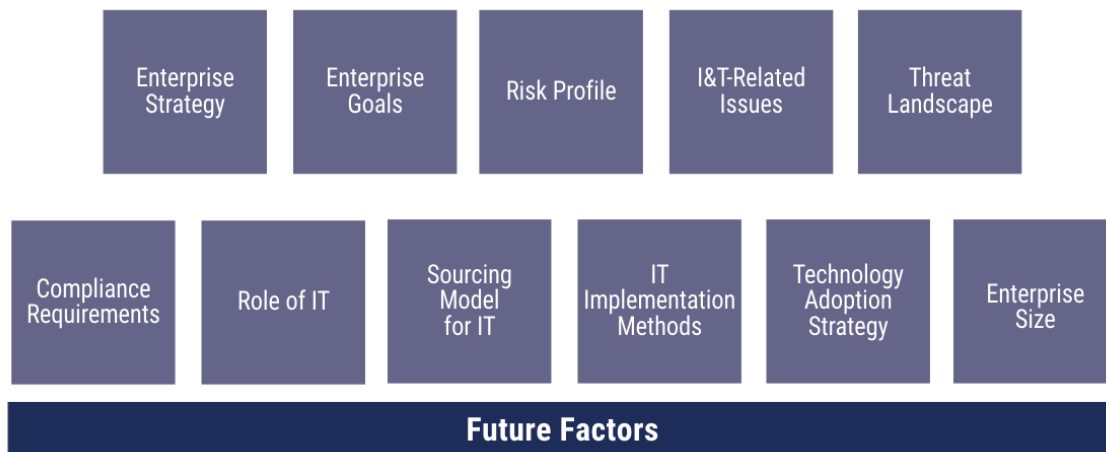 Enterprise
Strategy
Enterprise
Goals
Risk Profile
I&T-Related
Issues
Threat
Landscape
Compliance
Requirements
Role of IT
Sourcing
Model
for IT
IT
Implementation
Methods
Technology
Adoption
Strategy
Enterprise
Size
Future Factors